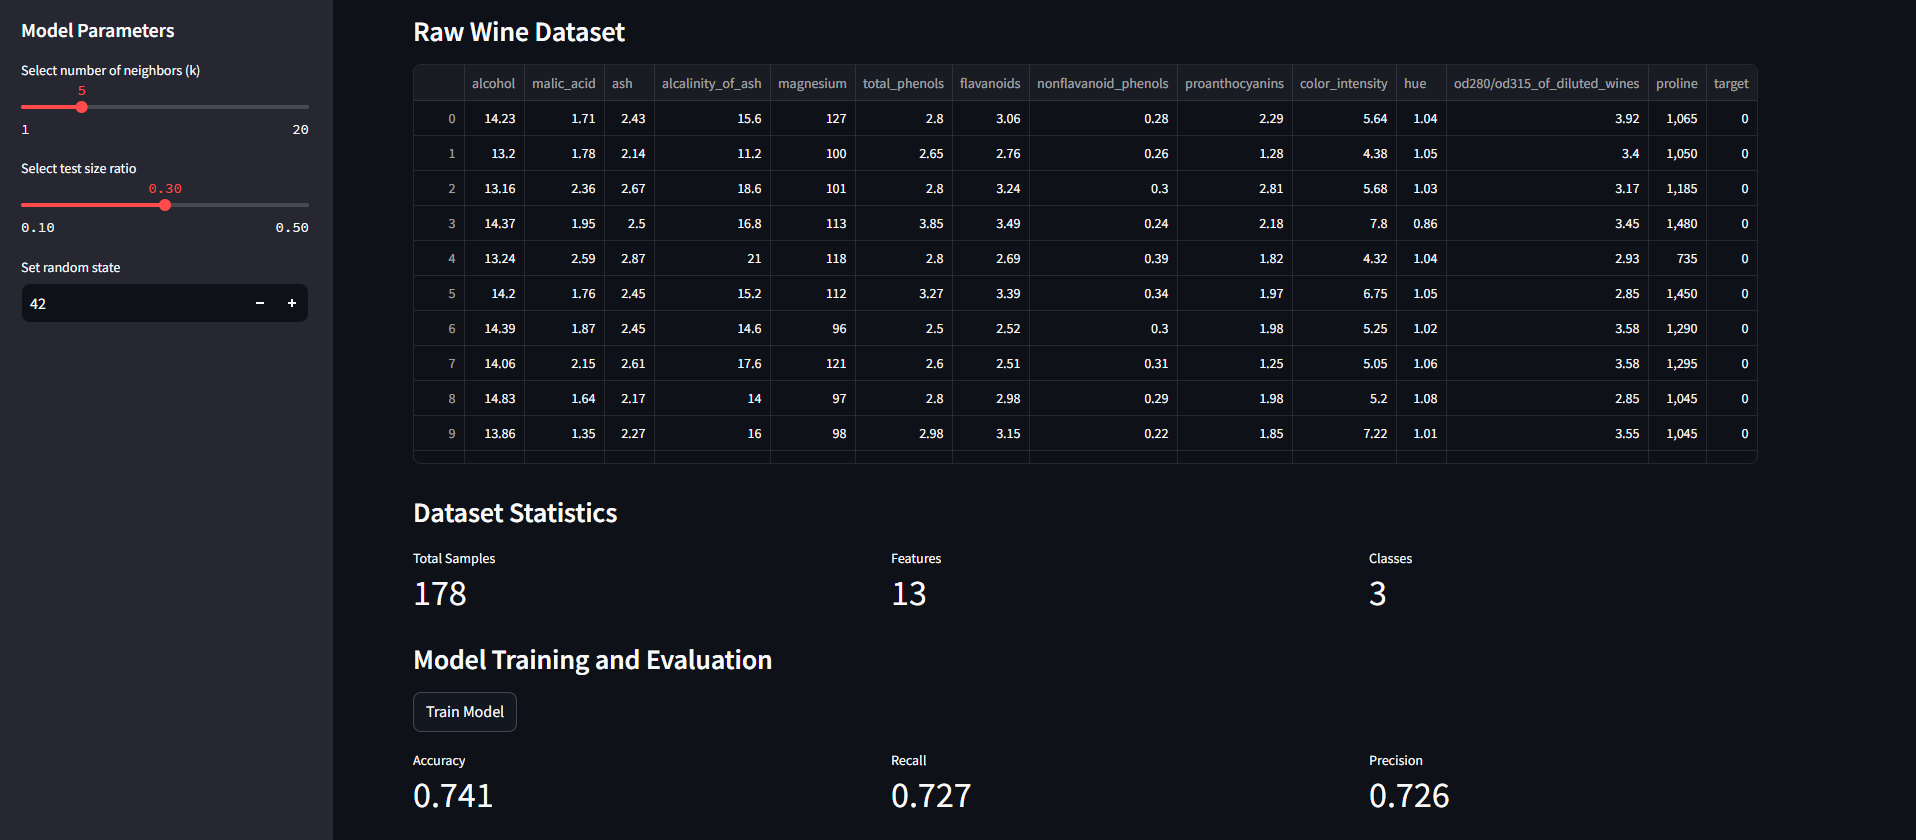 Model Parameters
Select number of neighbors (k)
5
1 20
Select test size ratio
0.30
0.10 0.50
Set random state
42 − +
Raw Wine Dataset
alcohol malic_acid ash alcalinity_of_ash magnesium total_phenols flavanoids nonflavanoid_phenols proanthocyanins color_intensity hue od280/od315_of_diluted_wines proline target
0 14.23 1.71 2.43 15.6 127 2.8 3.06 0.28 2.29 5.64 1.04 3.92 1,065 0
1 13.2 1.78 2.14 11.2 100 2.65 2.76 0.26 1.28 4.38 1.05 3.4 1,050 0
2 13.16 2.36 2.67 18.6 101 2.8 3.24 0.3 2.81 5.68 1.03 3.17 1,185 0
3 14.37 1.95 2.5 16.8 113 3.85 3.49 0.24 2.18 7.8 0.86 3.45 1,480 0
4 13.24 2.59 2.87 21 118 2.8 2.69 0.39 1.82 4.32 1.04 2.93 735 0
5 14.2 1.76 2.45 15.2 112 3.27 3.39 0.34 1.97 6.75 1.05 2.85 1,450 0
6 14.39 1.87 2.45 14.6 96 2.5 2.52 0.3 1.98 5.25 1.02 3.58 1,290 0
7 14.06 2.15 2.61 17.6 121 2.6 2.51 0.31 1.25 5.05 1.06 3.58 1,295 0
8 14.83 1.64 2.17 14 97 2.8 2.98 0.29 1.98 5.2 1.08 2.85 1,045 0
9 13.86 1.35 2.27 16 98 2.98 3.15 0.22 1.85 7.22 1.01 3.55 1,045 0
Dataset Statistics
Total Samples Features Classes
178 13 3
Model Training and Evaluation
Train Model
Accuracy Recall Precision
0.741 0.727 0.726